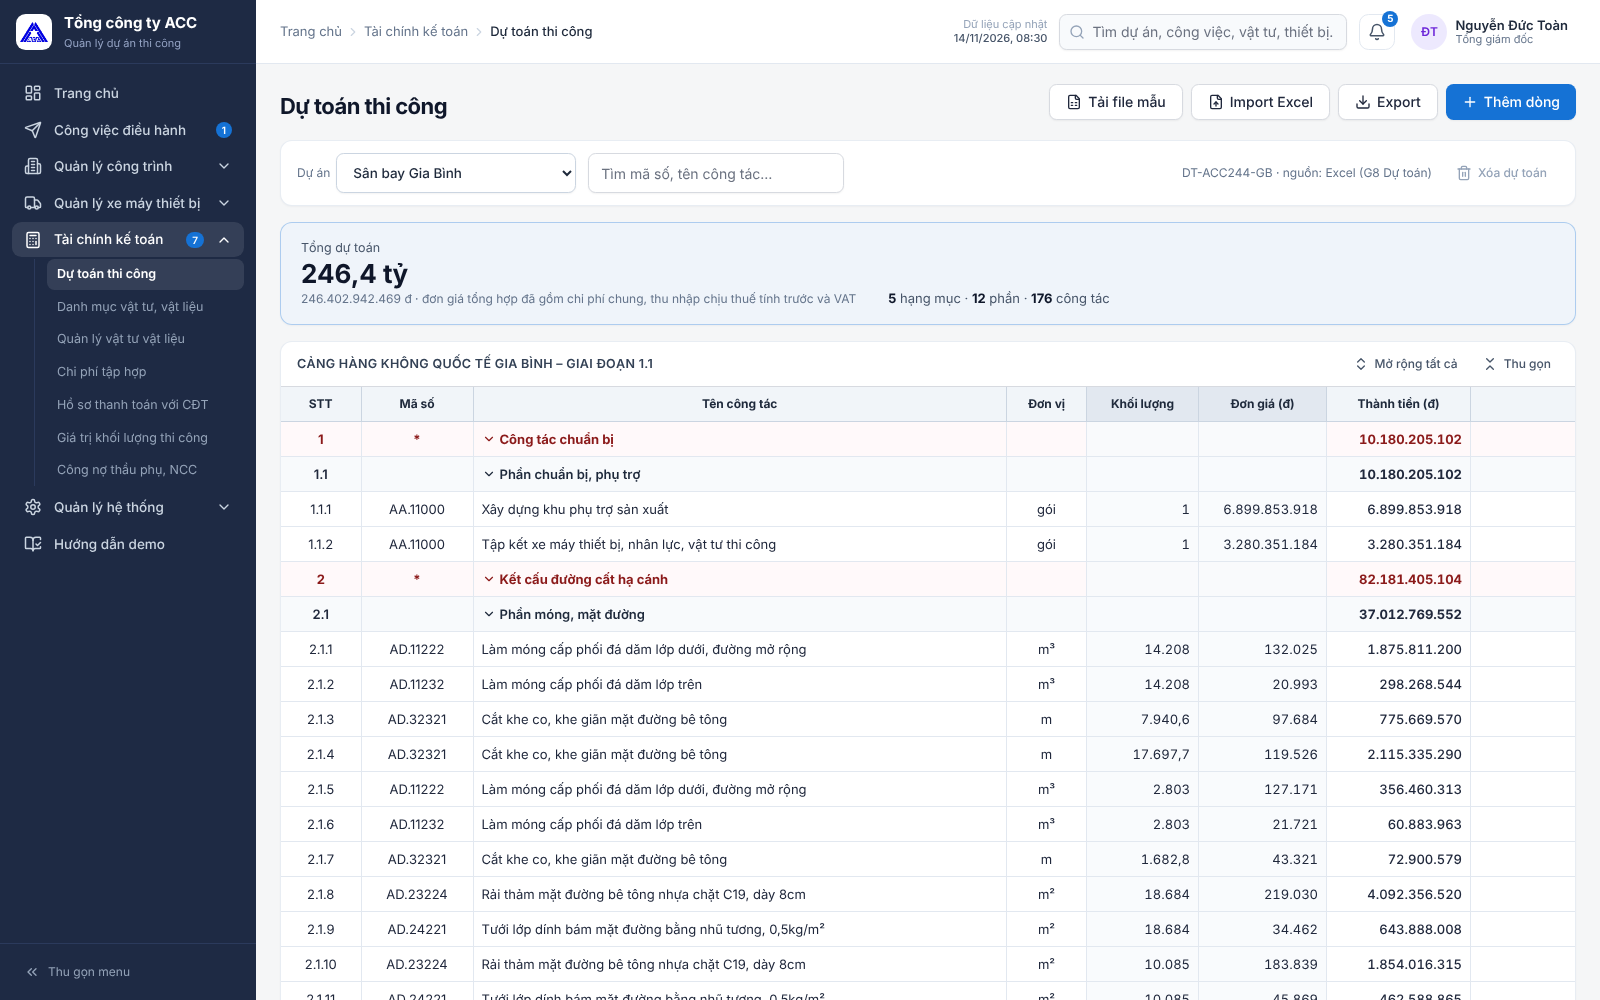 Tổng công ty ACC
Quản lý dự án thi công
Trang chủ
Công việc điều hành 1
Quản lý công trình
Quản lý xe máy thiết bị
Tài chính kế toán 7
Dự toán thi công
Danh mục vật tư, vật liệu
Quản lý vật tư vật liệu
Chi phí tập hợp
Hồ sơ thanh toán với CĐT
Giá trị khối lượng thi công
Công nợ thầu phụ, NCC
Quản lý hệ thống
Hướng dẫn demo
Thu gọn menu
Trang chủ > Tài chính kế toán > Dự toán thi công
Dữ liệu cập nhật
14/11/2026, 08:30
Tìm dự án, công việc, vật tư, thiết bị.
5
ĐT
Nguyễn Đức Toàn
Tổng giám đốc
Dự toán thi công
Tải file mẫu
Import Excel
Export
+ Thêm dòng
Dự án Sân bay Gia Bình
Tìm mã số, tên công tác...
DT-ACC244-GB · nguồn: Excel (G8 Dự toán)
Xóa dự toán
Tổng dự toán
246,4 tỷ
246.402.942.469 đ · đơn giá tổng hợp đã gồm chi phí chung, thu nhập chịu thuế tính trước và VAT
5 hạng mục · 12 phần · 176 công tác
CẢNG HÀNG KHÔNG QUỐC TẾ GIA BÌNH – GIAI ĐOẠN 1.1
Mở rộng tất cả
Thu gọn
STT Mã số Tên công tác Đơn vị Khối lượng Đơn giá (đ) Thành tiền (đ)
1 * Công tác chuẩn bị 10.180.205.102
1.1 Phần chuẩn bị, phụ trợ 10.180.205.102
1.1.1 AA.11000 Xây dựng khu phụ trợ sản xuất gói 1 6.899.853.918 6.899.853.918
1.1.2 AA.11000 Tập kết xe máy thiết bị, nhân lực, vật tư thi công gói 1 3.280.351.184 3.280.351.184
2 * Kết cấu đường cất hạ cánh 82.181.405.104
2.1 Phần móng, mặt đường 37.012.769.552
2.1.1 AD.11222 Làm móng cấp phối đá dăm lớp dưới, đường mở rộng m³ 14.208 132.025 1.875.811.200
2.1.2 AD.11232 Làm móng cấp phối đá dăm lớp trên m³ 14.208 20.993 298.268.544
2.1.3 AD.32321 Cắt khe co, khe giãn mặt đường bê tông m 7.940,6 97.684 775.669.570
2.1.4 AD.32321 Cắt khe co, khe giãn mặt đường bê tông m 17.697,7 119.526 2.115.335.290
2.1.5 AD.11222 Làm móng cấp phối đá dăm lớp dưới, đường mở rộng m³ 2.803 127.171 356.460.313
2.1.6 AD.11232 Làm móng cấp phối đá dăm lớp trên m³ 2.803 21.721 60.883.963
2.1.7 AD.32321 Cắt khe co, khe giãn mặt đường bê tông m 1.682,8 43.321 72.900.579
2.1.8 AD.23224 Rải thảm mặt đường bê tông nhựa chặt C19, dày 8cm m² 18.684 219.030 4.092.356.520
2.1.9 AD.24221 Tưới lớp dính bám mặt đường bằng nhũ tương, 0,5kg/m² m² 18.684 34.462 643.888.008
2.1.10 AD.23224 Rải thảm mặt đường bê tông nhựa chặt C19, dày 8cm m² 10.085 183.839 1.854.016.315
2.1.11 AD.24221 Tưới lớp dính bám mặt đường bằng nhũ tương, 0,5kg/m² m² 10.085 45.869 462.588.865